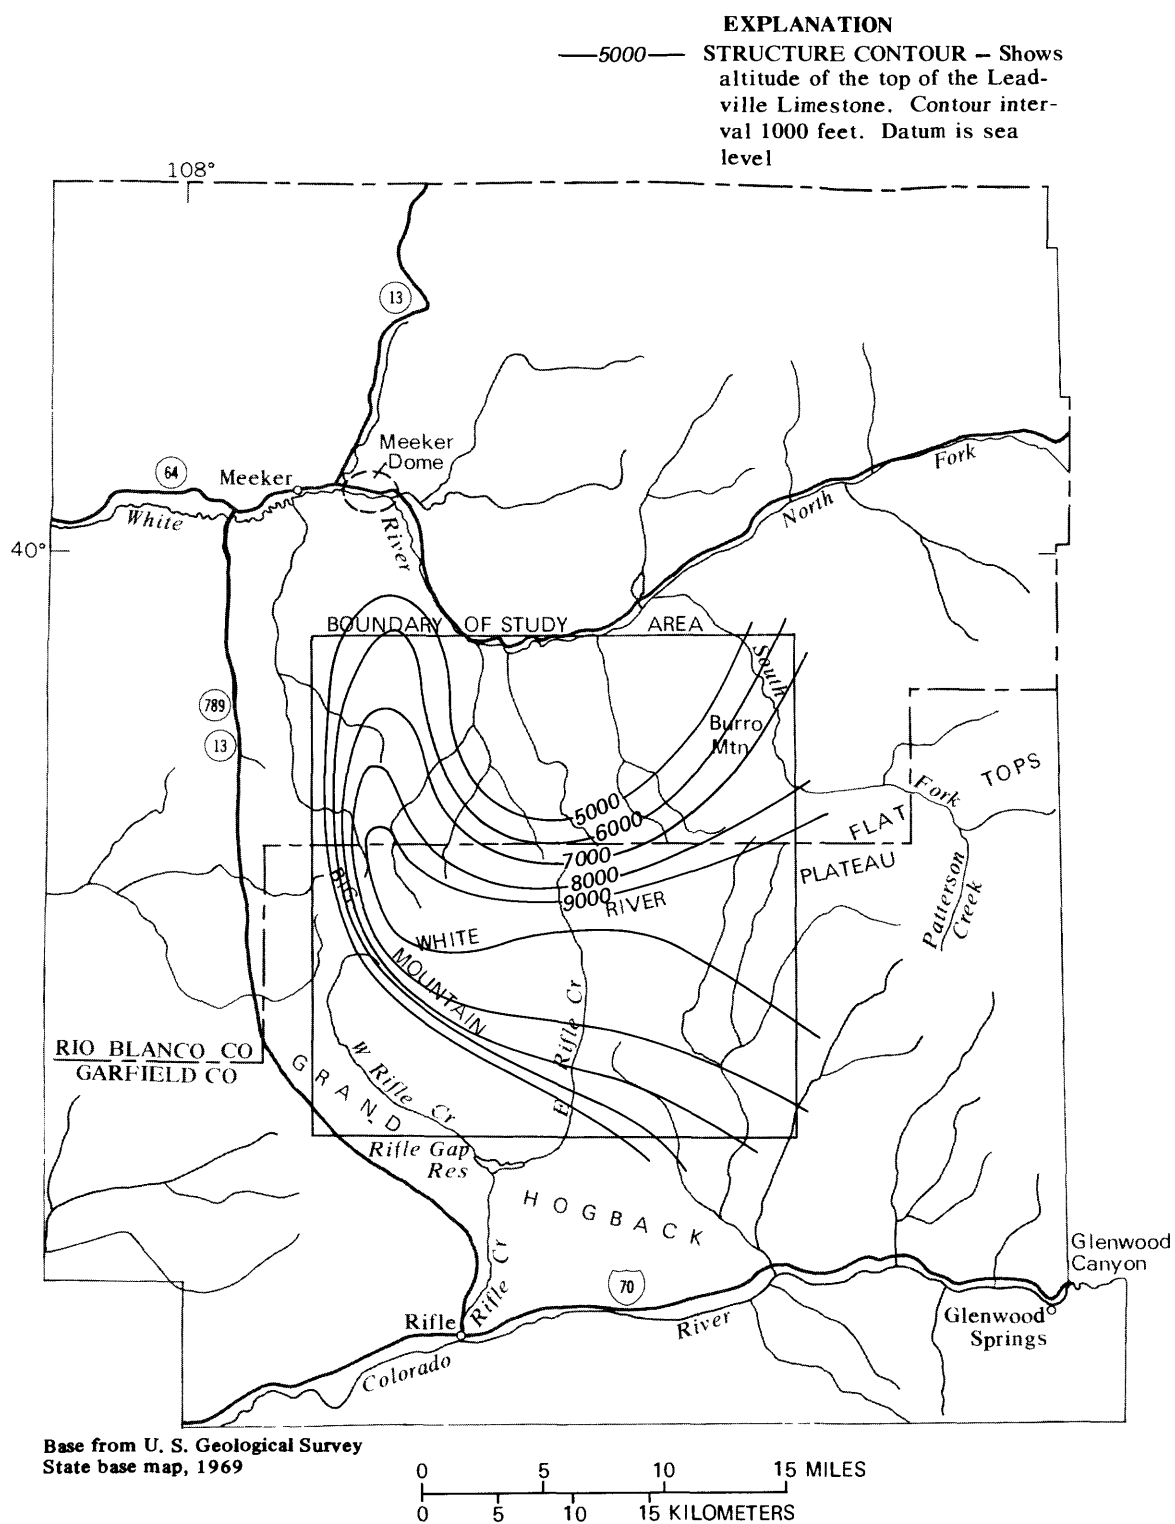 EXPLANATION
—5000— STRUCTURE CONTOUR – Shows
altitude of the top of the Lead-
ville Limestone. Contour inter-
val 1000 feet. Datum is sea
level
108°
13
Meeker
Dome
64
Meeker
White
River
North
Fork
40°
BOUNDARY OF STUDY AREA
South
789
13
Burro
Mtn
Fork
TOPS
5000
6000
7000
8000
9000
FLAT
PLATEAU
RIVER
WHITE
BIG
MOUNTAIN
Patterson
Creek
E Rifle Cr
W Rifle Cr
RIO BLANCO CO
GARFIELD CO
GRAND
Rifle Gap
Res
HOGBACK
Rifle Cr
Glenwood
Canyon
70
Rifle
River
Glenwood
Springs
Colorado
Base from U. S. Geological Survey
State base map, 1969
0 5 10 15 MILES
0 5 10 15 KILOMETERS